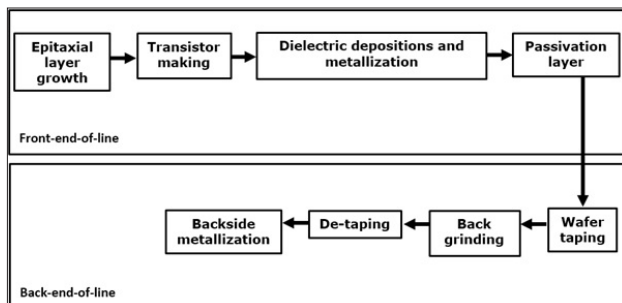 Epitaxial
layer
growth
Transistor
making
Dielectric depositions and
metallization
Passivation
layer
Front-end-of-line
Wafer
taping
Back
grinding
De-taping
Backside
metallization
Back-end-of-line